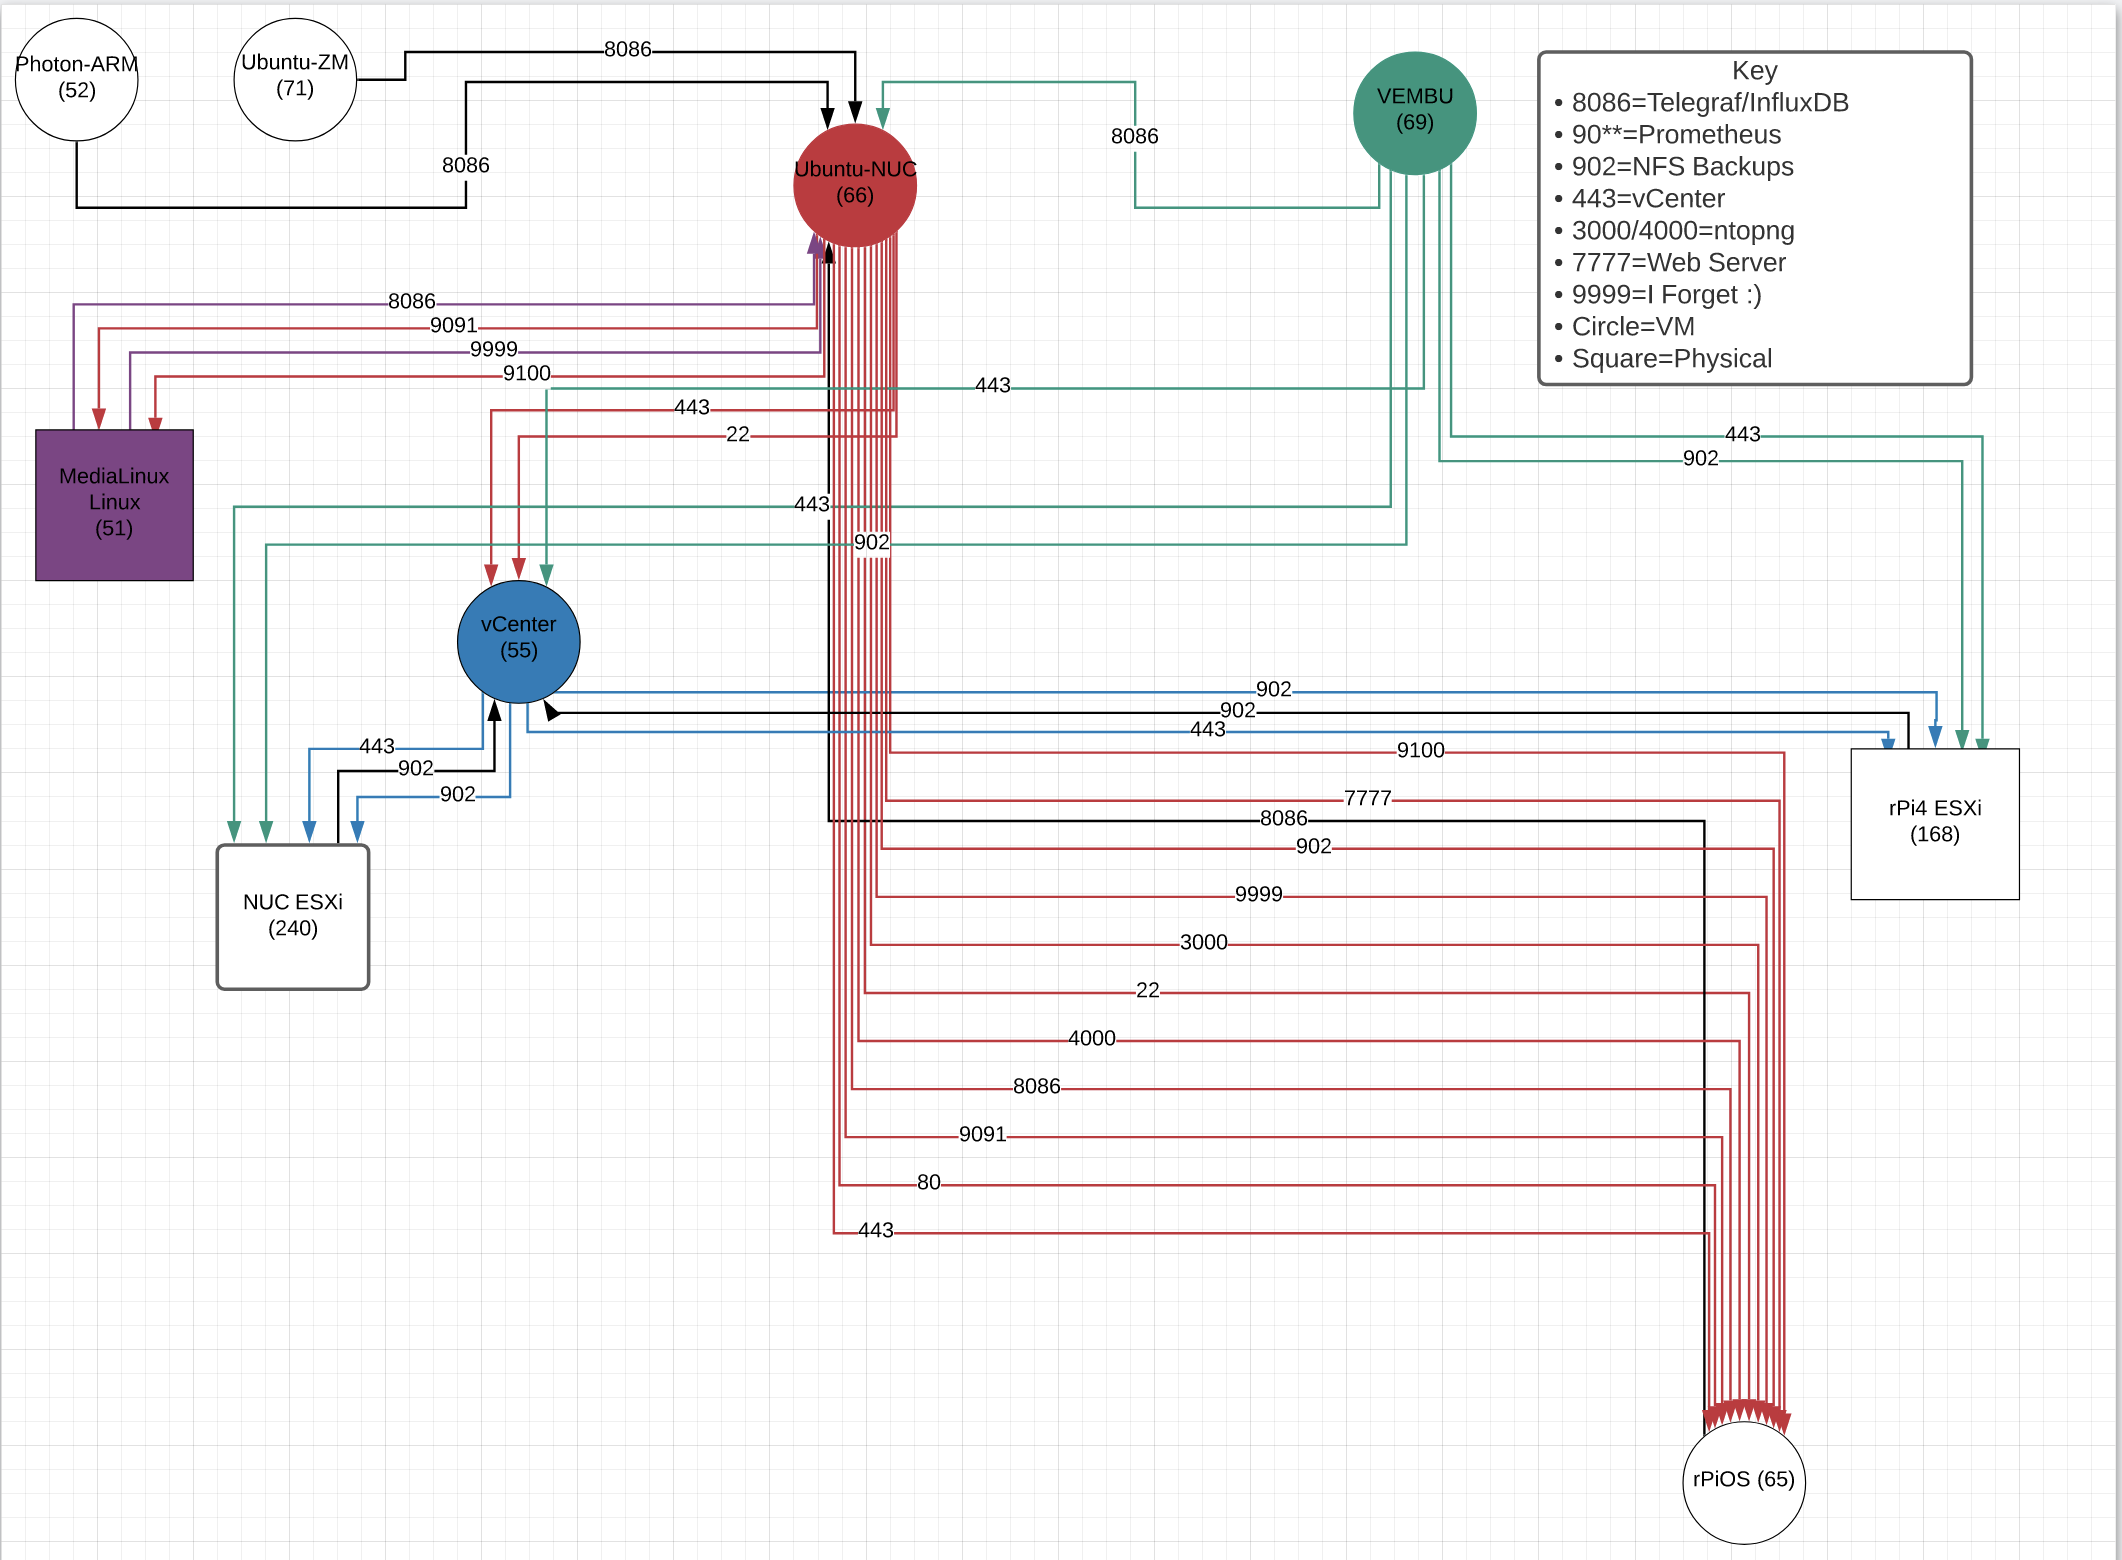 Photon-ARM
(52)
Ubuntu-ZM
(71)
8086
8086
Ubuntu-NUC
(66)
8086
VEMBU
(69)
Key
• 8086=Telegraf/InfluxDB
• 90**=Prometheus
• 902=NFS Backups
• 443=vCenter
• 3000/4000=ntopng
• 7777=Web Server
• 9999=I Forget :)
• Circle=VM
• Square=Physical
8086
9091
9999
9100
443
443
22
443
902
443
902
MediaLinux
Linux
(51)
vCenter
(55)
902
902
443
443
902
902
9100
7777
8086
902
9999
3000
22
4000
8086
9091
80
443
rPi4 ESXi
(168)
NUC ESXi
(240)
rPiOS (65)